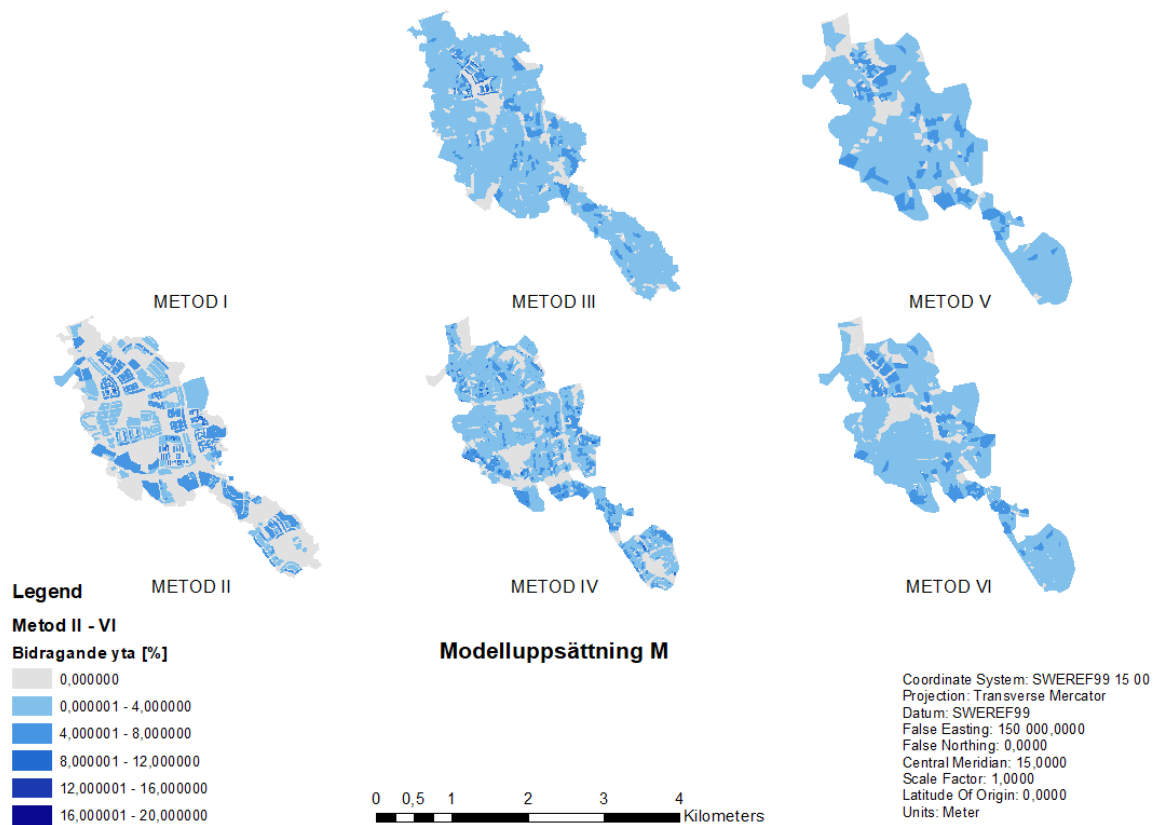 METOD I
METOD III
METOD V
METOD II
METOD IV
METOD VI
Legend
Metod II - VI
Bidragande yta [%]
0,000000
0,000001 - 4,000000
4,000001 - 8,000000
8,000001 - 12,000000
12,000001 - 16,000000
16,000001 - 20,000000
Modelluppsättning M
0 0,5 1 2 3 4
Kilometers
Coordinate System: SWEREF99 15 00
Projection: Transverse Mercator
Datum: SWEREF99
False Easting: 150 000,0000
False Northing: 0,0000
Central Meridian: 15,0000
Scale Factor: 1,0000
Latitude Of Origin: 0,0000
Units: Meter